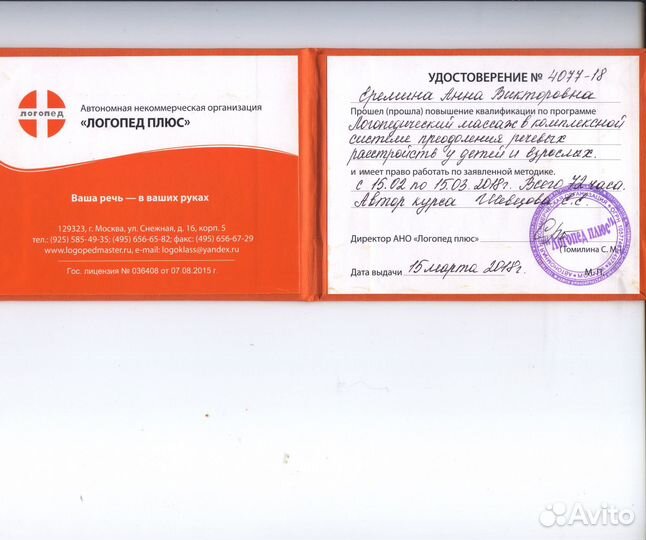 логопед
Автономная некоммерческая организация
«ЛОГОПЕД ПЛЮС»
Ваша речь — в ваших руках
129323, г. Москва, ул. Снежная, д. 16, корп. 5
тел.: (925) 585-49-35; (495) 656-65-82; факс: (495) 656-67-29
www.logopedmaster.ru, e-mail: logoklass@yandex.ru
Гос. лицензия № 036408 от 07.08.2015 г.
УДОСТОВЕРЕНИЕ № 4077-18
Еремина Анна Викторовна
Прошел (прошла) повышение квалификации по программе
Логопедический массаж в комплексной
системе преодоления речевых
расстройств у детей и взрослых.
и имеет право работать по заявленной методике.
с 15.02 по 15.03.2018г. Всего 72 часа.
Автор курса Шевцова Е.Е.
Директор АНО «Логопед плюс»
(Томилина С. М.)
"ЛОГОПЕД ПЛЮС"
Дата выдачи 15 марта 2018г. М. П.
Avito